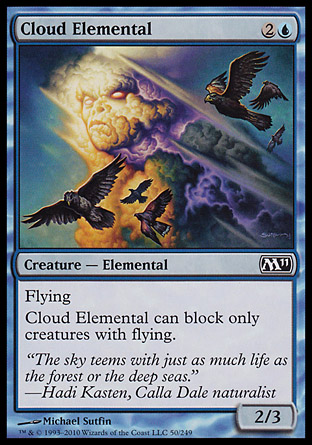 Cloud Elemental 2
Creature — Elemental M11
Flying
Cloud Elemental can block only
creatures with flying.
“The sky teems with just as much life as
the forest or the deep seas.”
—Hadi Kasten, Calla Dale naturalist
Michael Sutfin
™ & © 1993–2010 Wizards of the Coast LLC 50/249
2/3